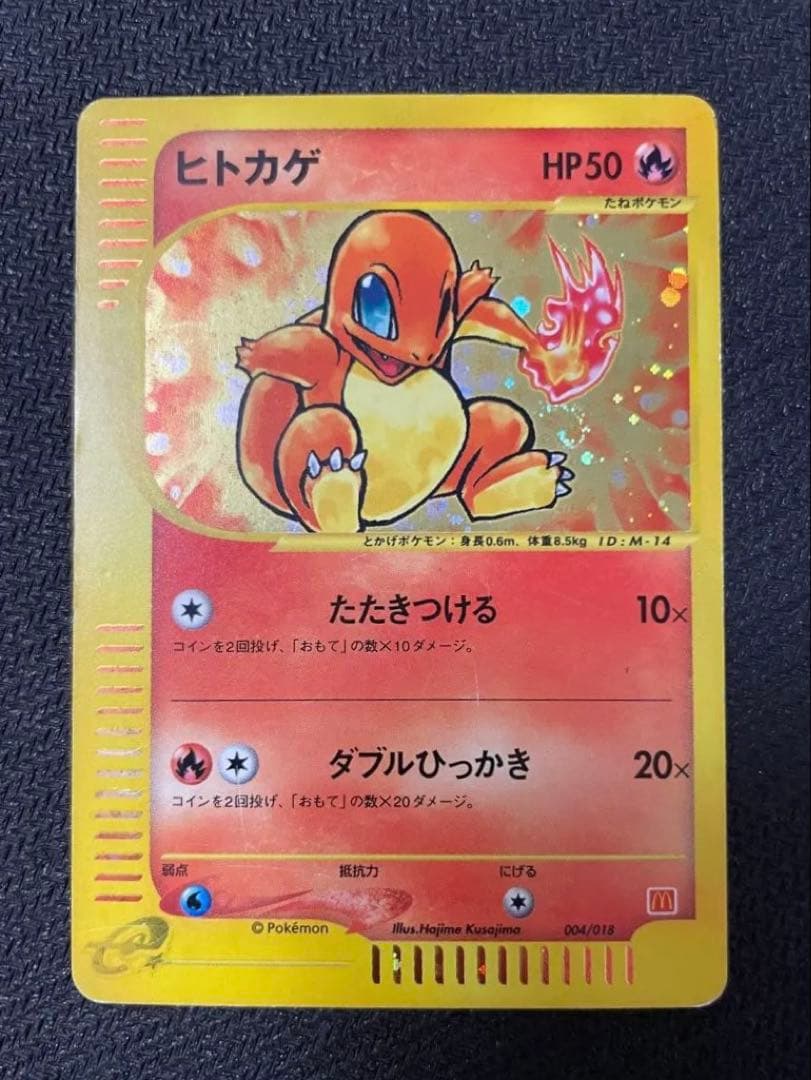 ヒトカゲ HP50
たねポケモン
とかげポケモン：身長0.6m、体重8.5kg ID:M-14
たたきつける 10×
コインを2回投げ、「おもて」の数×10ダメージ。
ダブルひっかき 20×
コインを2回投げ、「おもて」の数×20ダメージ。
弱点 抵抗力 にげる
© Pokémon Illus.Hajime Kusajima 004/018